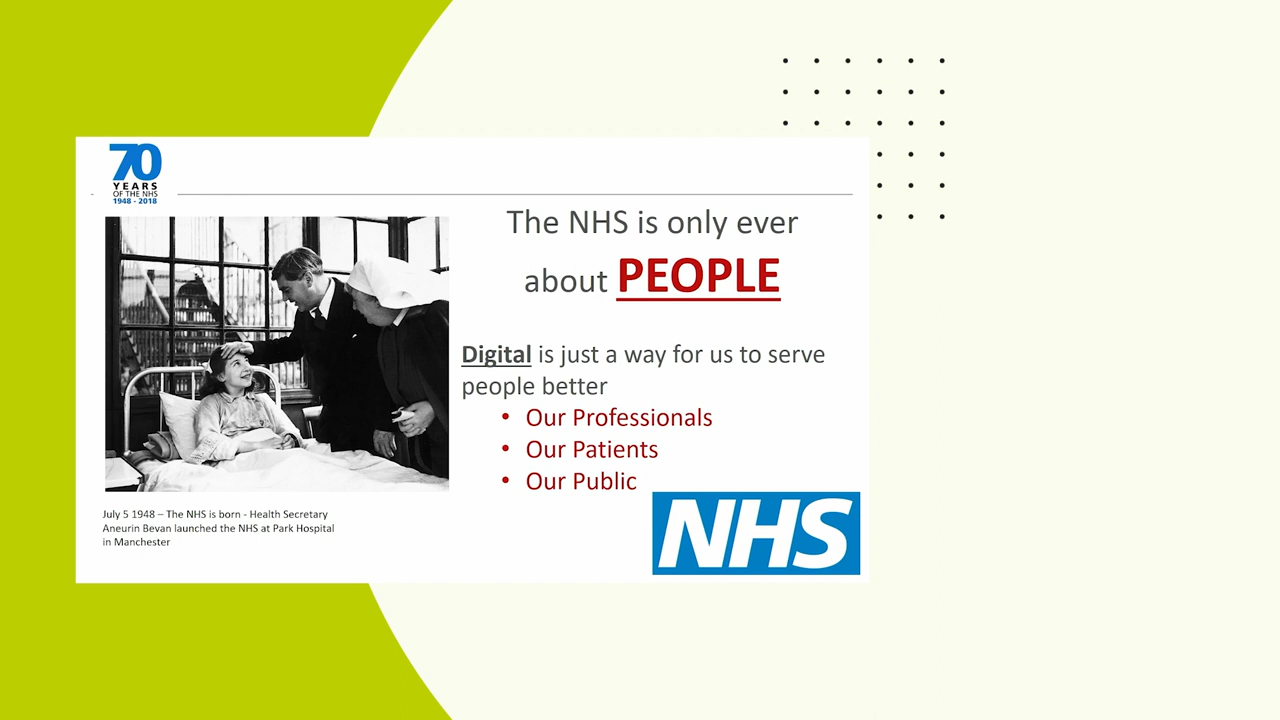 70
YEARS
OF THE NHS
1948 - 2018
The NHS is only ever
about PEOPLE
Digital is just a way for us to serve
people better
• Our Professionals
• Our Patients
• Our Public
July 5 1948 – The NHS is born - Health Secretary
Aneurin Bevan launched the NHS at Park Hospital
in Manchester
NHS